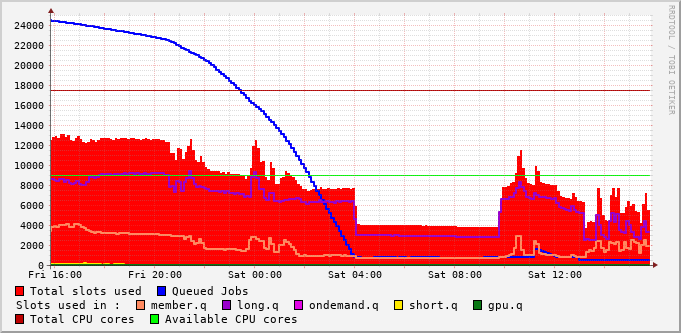 24000
22000
20000
18000
16000
14000
12000
10000
8000
6000
4000
2000
0
Fri 16:00 Fri 20:00 Sat 00:00 Sat 04:00 Sat 08:00 Sat 12:00
Total slots used Queued Jobs
Slots used in : member.q long.q ondemand.q short.q gpu.q
Total CPU cores Available CPU cores
RRDTOOL / TOBI OETIKER